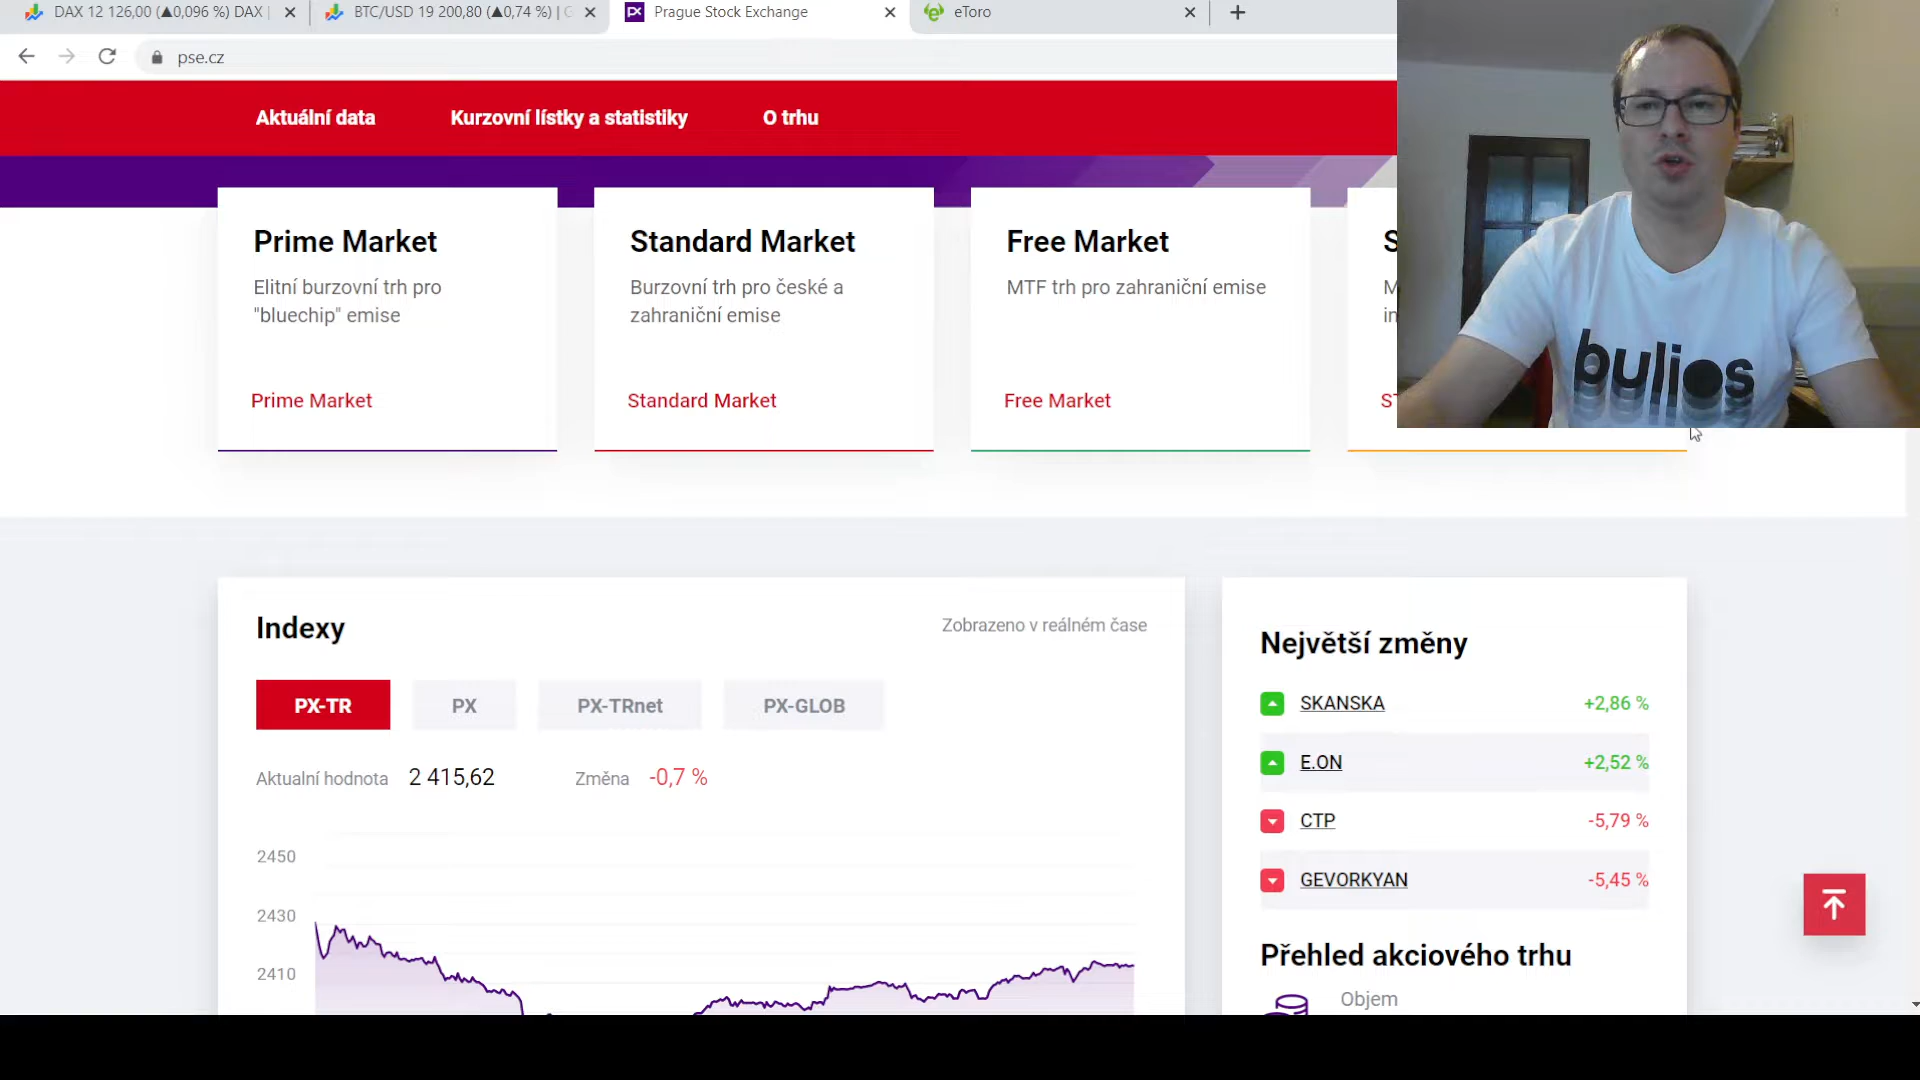 DAX 12 126,00 (▲0,096 %) DAX |
BTC/USD 19 200,80 (▲0,74 %) | G
Prague Stock Exchange
eToro
pse.cz
Aktuální data
Kurzovní lístky a statistiky
O trhu
Prime Market
Elitní burzovní trh pro
"bluechip" emise
Prime Market
Standard Market
Burzovní trh pro české a
zahraniční emise
Standard Market
Free Market
MTF trh pro zahraniční emise
Free Market
S
M
in
ST
bulios
Indexy
Zobrazeno v reálném čase
PX-TR
PX
PX-TRnet
PX-GLOB
Aktualní hodnota 2 415,62
Změna -0,7 %
2450
2430
2410
Největší změny
SKANSKA +2,86 %
E.ON +2,52 %
CTP -5,79 %
GEVORKYAN -5,45 %
Přehled akciového trhu
Objem